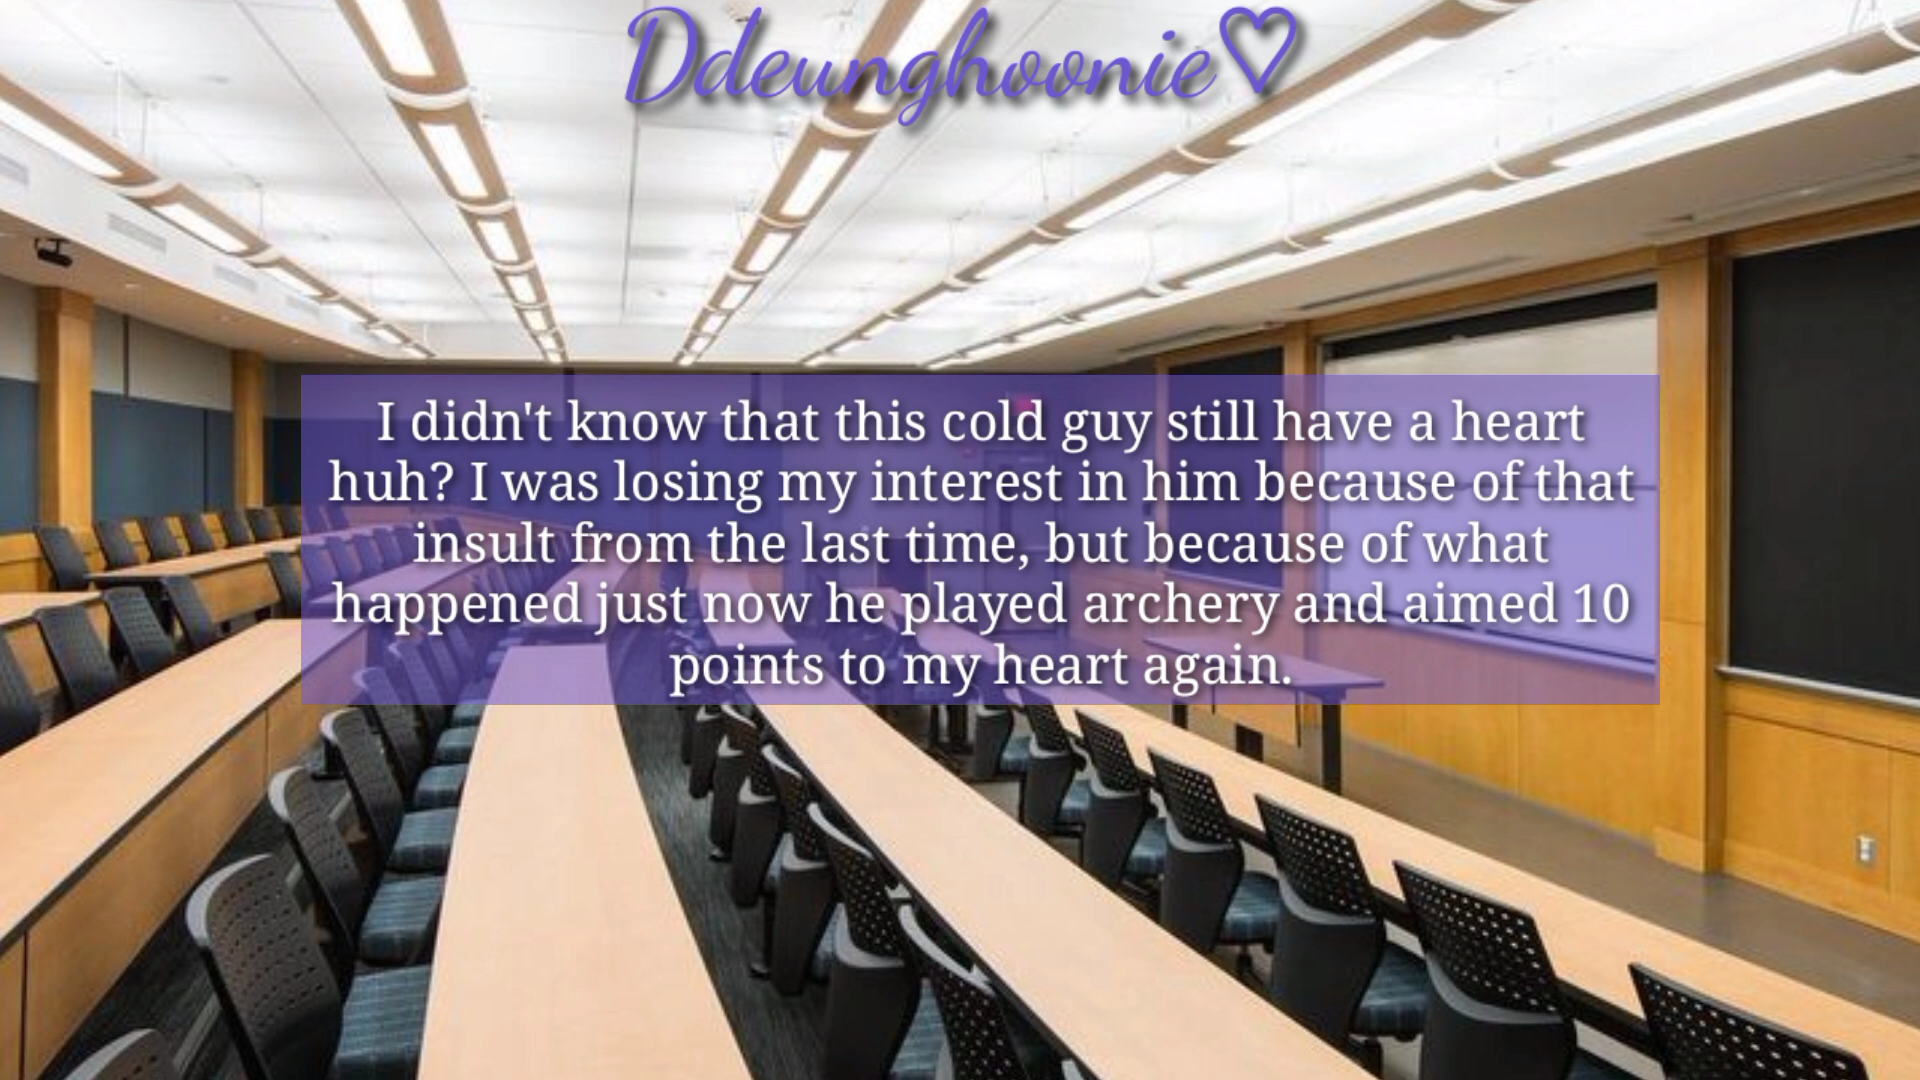 Ddeunghoonie♡
I didn't know that this cold guy still have a heart
huh? I was losing my interest in him because of that
insult from the last time, but because of what
happened just now he played archery and aimed 10
points to my heart again.